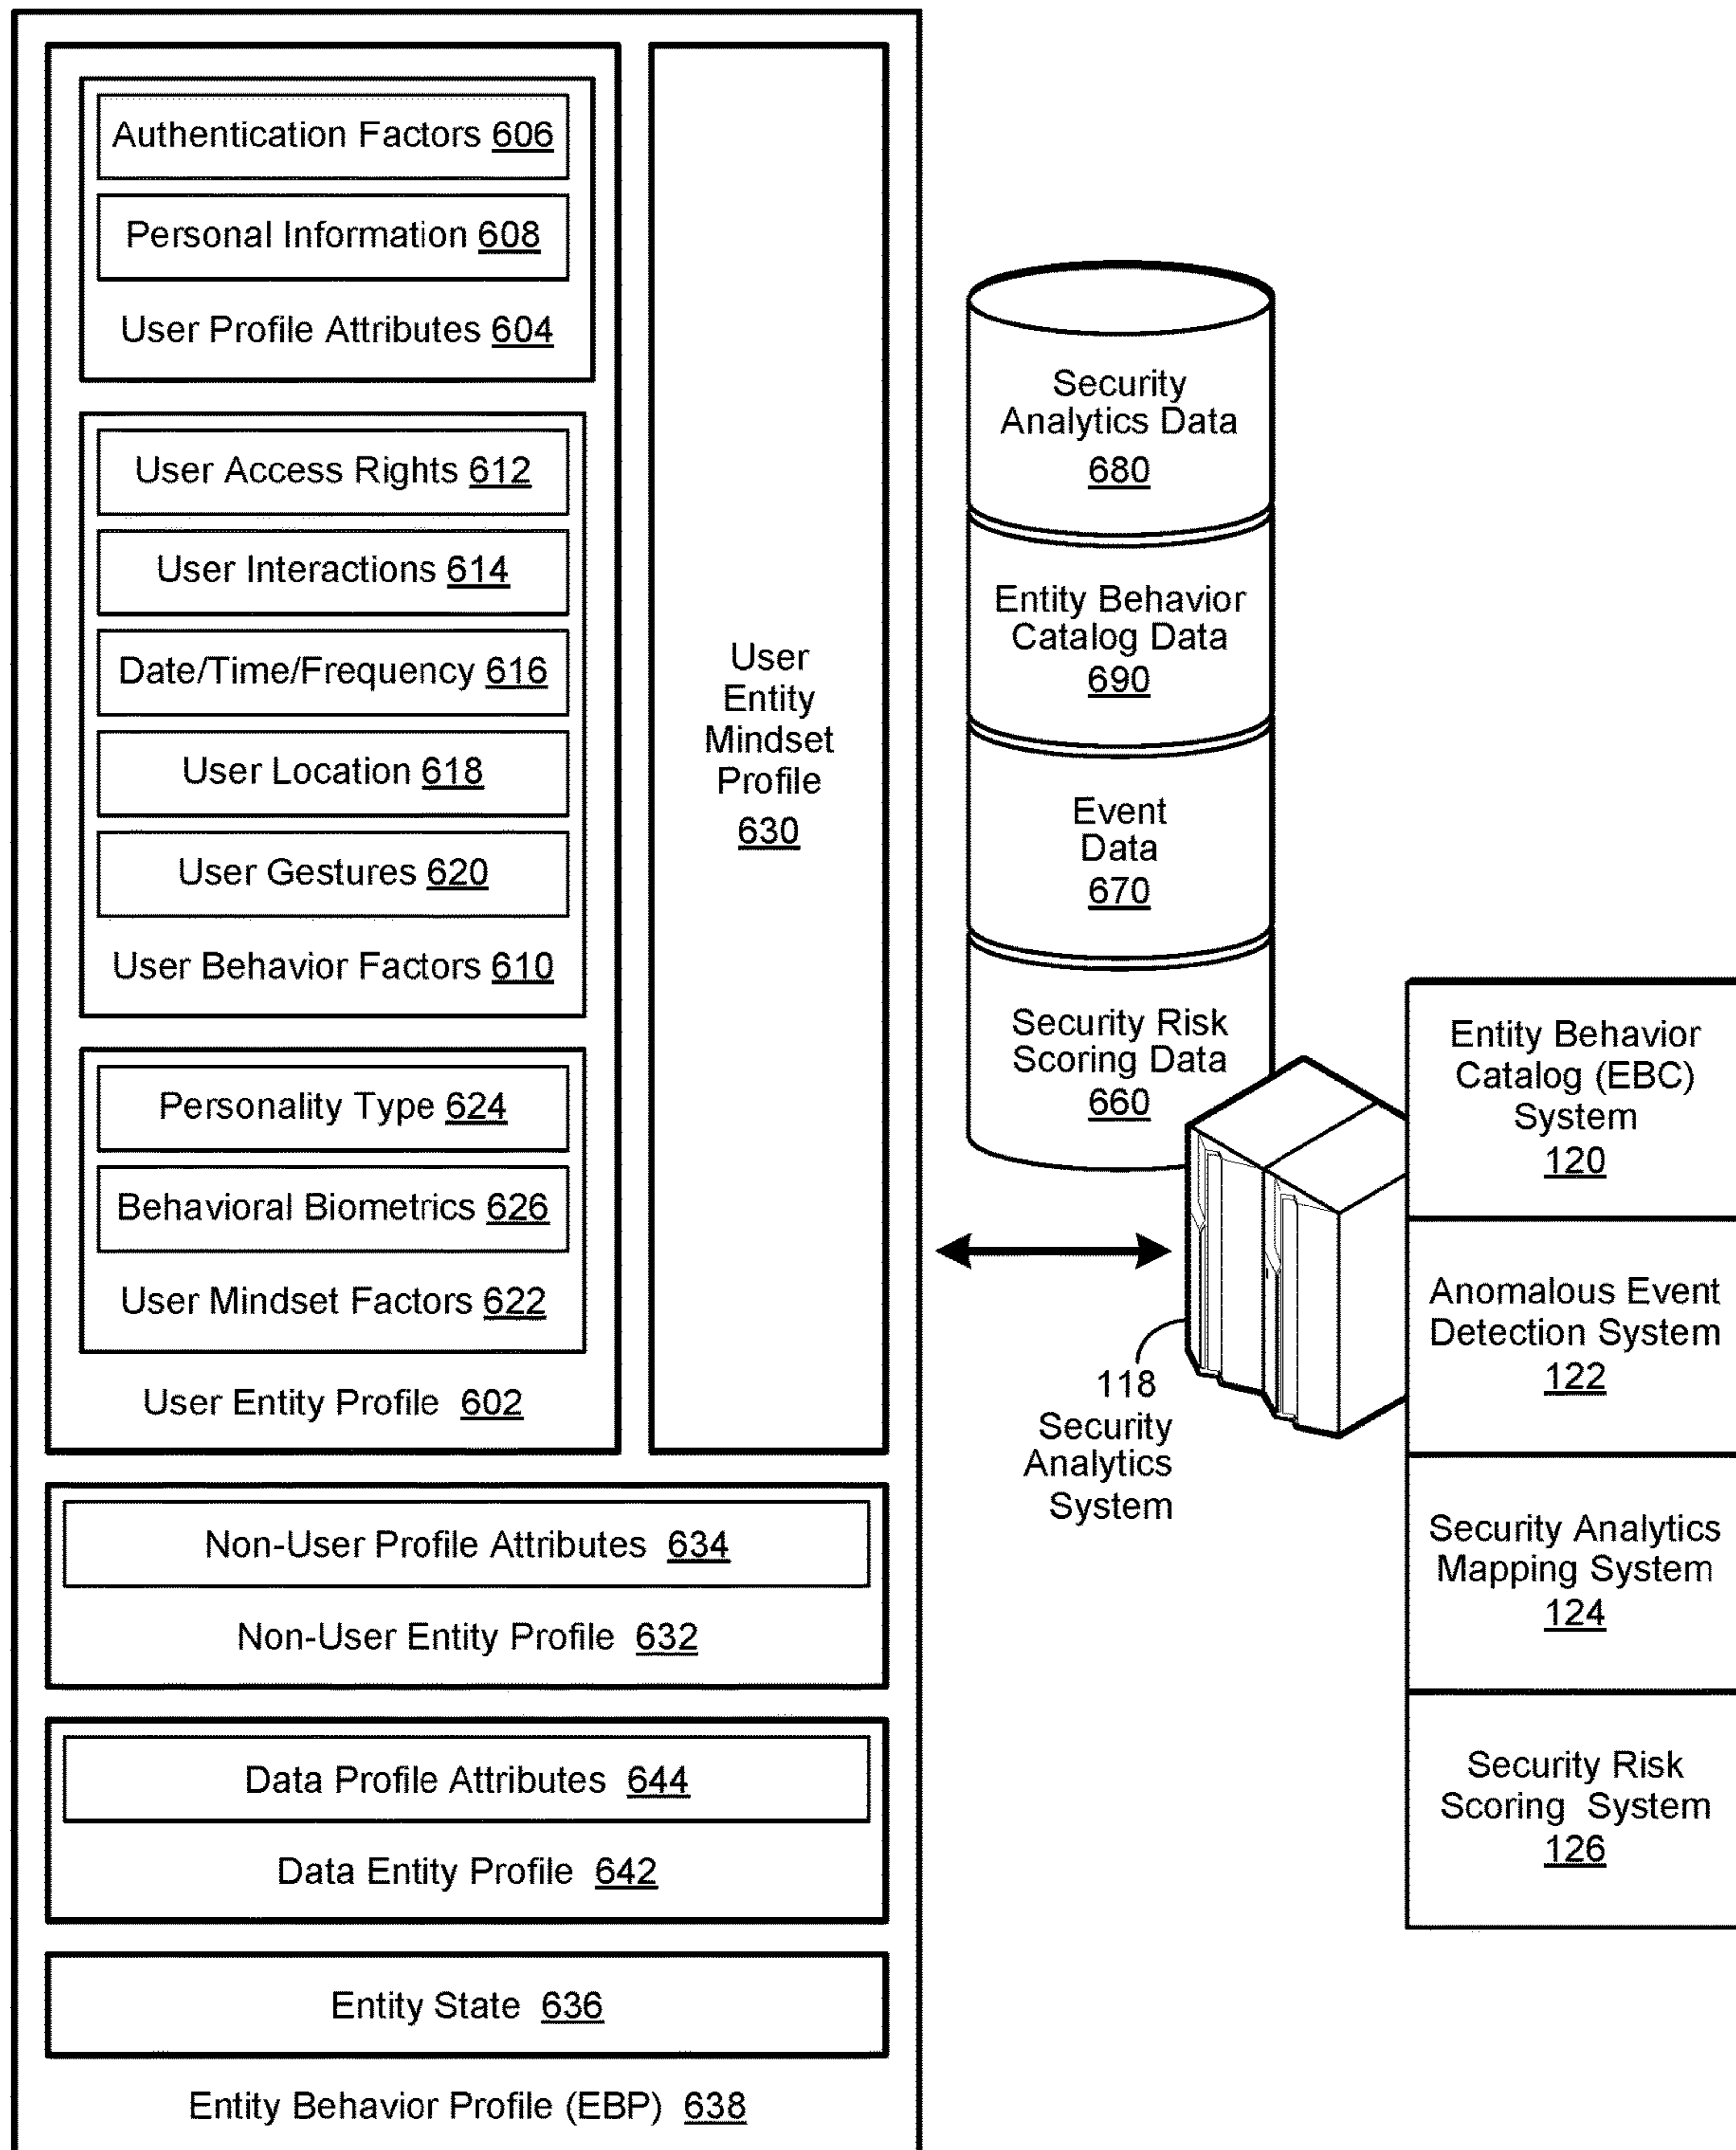 Authentication Factors 606
Personal Information 608
User Profile Attributes 604
User Access Rights 612
User Interactions 614
Date/Time/Frequency 616
User Location 618
User Gestures 620
User Behavior Factors 610
Personality Type 624
Behavioral Biometrics 626
User Mindset Factors 622
User Entity Profile 602
User
Entity
Mindset
Profile
630
Non-User Profile Attributes 634
Non-User Entity Profile 632
Data Profile Attributes 644
Data Entity Profile 642
Entity State 636
Entity Behavior Profile (EBP) 638
Security
Analytics Data
680
Entity Behavior
Catalog Data
690
Event
Data
670
Security Risk
Scoring Data
660
118
Security
Analytics
System
Entity Behavior
Catalog (EBC)
System
120
Anomalous Event
Detection System
122
Security Analytics
Mapping System
124
Security Risk
Scoring System
126